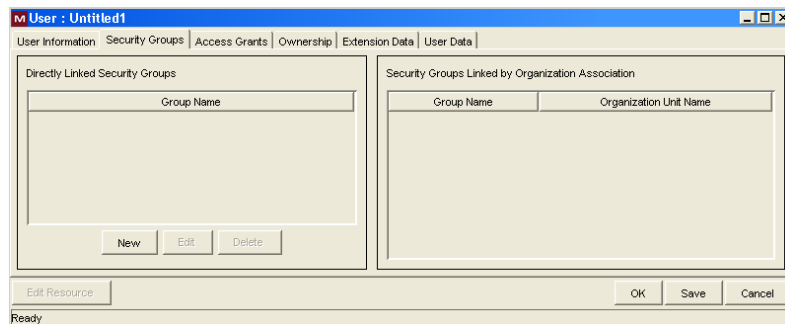 M User : Untitled1
User Information Security Groups Access Grants Ownership Extension Data User Data
Directly Linked Security Groups
Group Name
New Edit Delete
Security Groups Linked by Organization Association
Group Name Organization Unit Name
Edit Resource OK Save Cancel
Ready